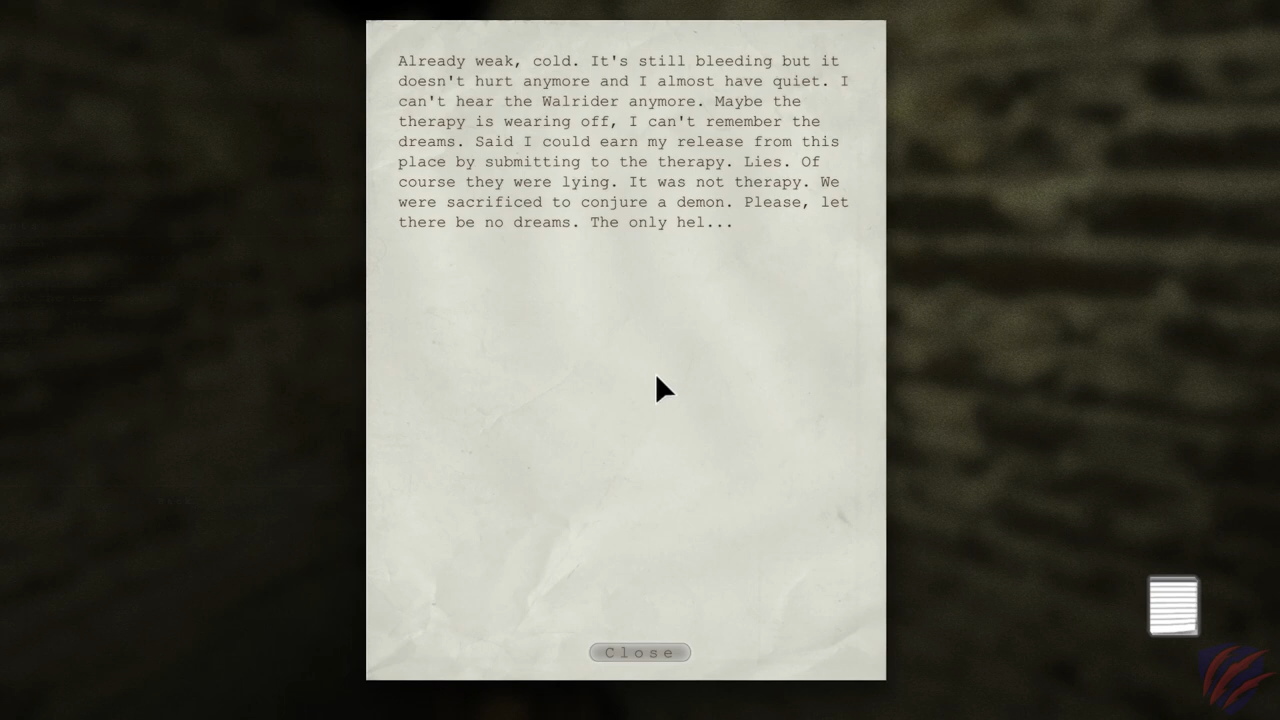 Already weak, cold. It's still bleeding but it
doesn't hurt anymore and I almost have quiet. I
can't hear the Walrider anymore. Maybe the
therapy is wearing off, I can't remember the
dreams. Said I could earn my release from this
place by submitting to the therapy. Lies. Of
course they were lying. It was not therapy. We
were sacrificed to conjure a demon. Please, let
there be no dreams. The only hel...
Close